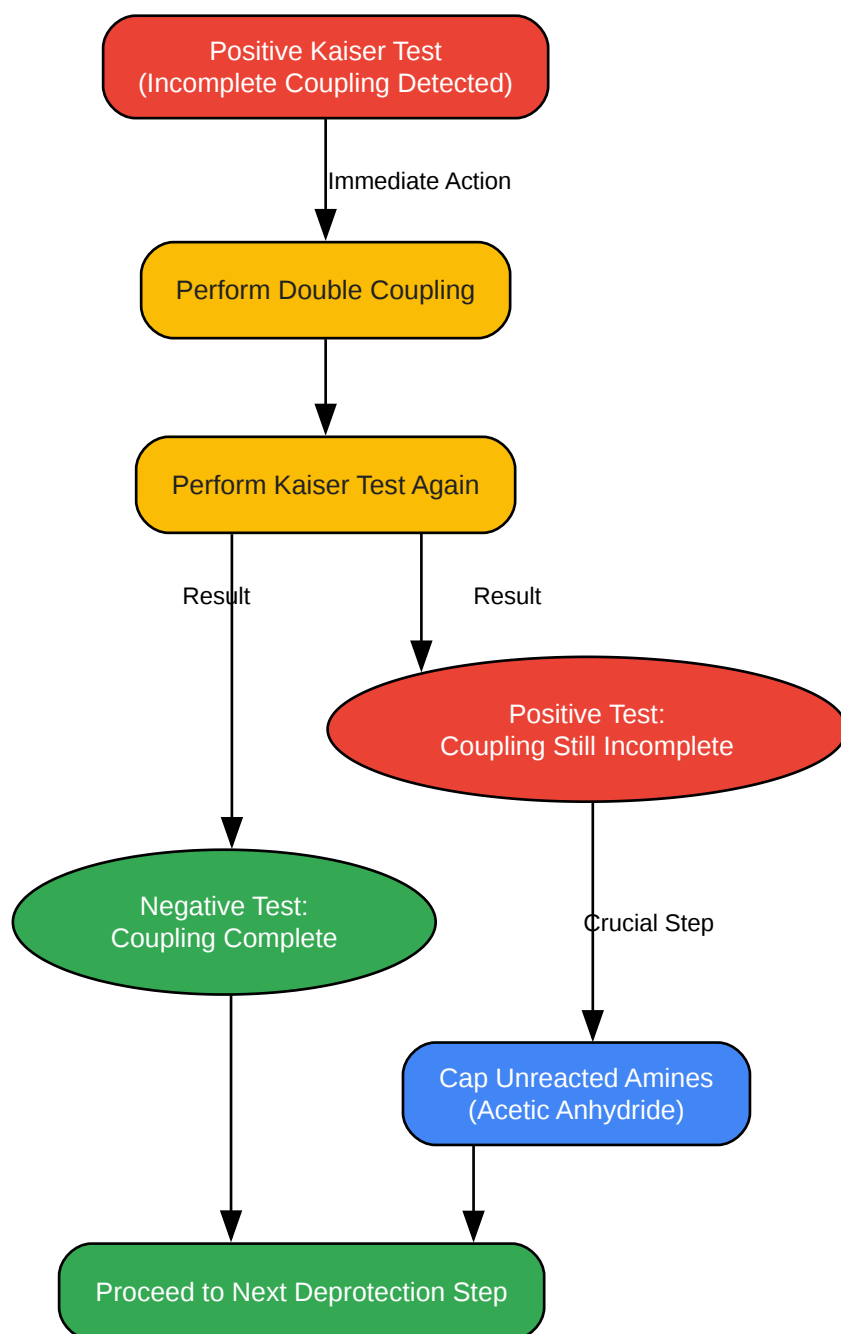 Positive Kaiser Test
(Incomplete Coupling Detected)
Immediate Action
Perform Double Coupling
Perform Kaiser Test Again
Result
Result
Positive Test:
Coupling Still Incomplete
Negative Test:
Coupling Complete
Crucial Step
Cap Unreacted Amines
(Acetic Anhydride)
Proceed to Next Deprotection Step